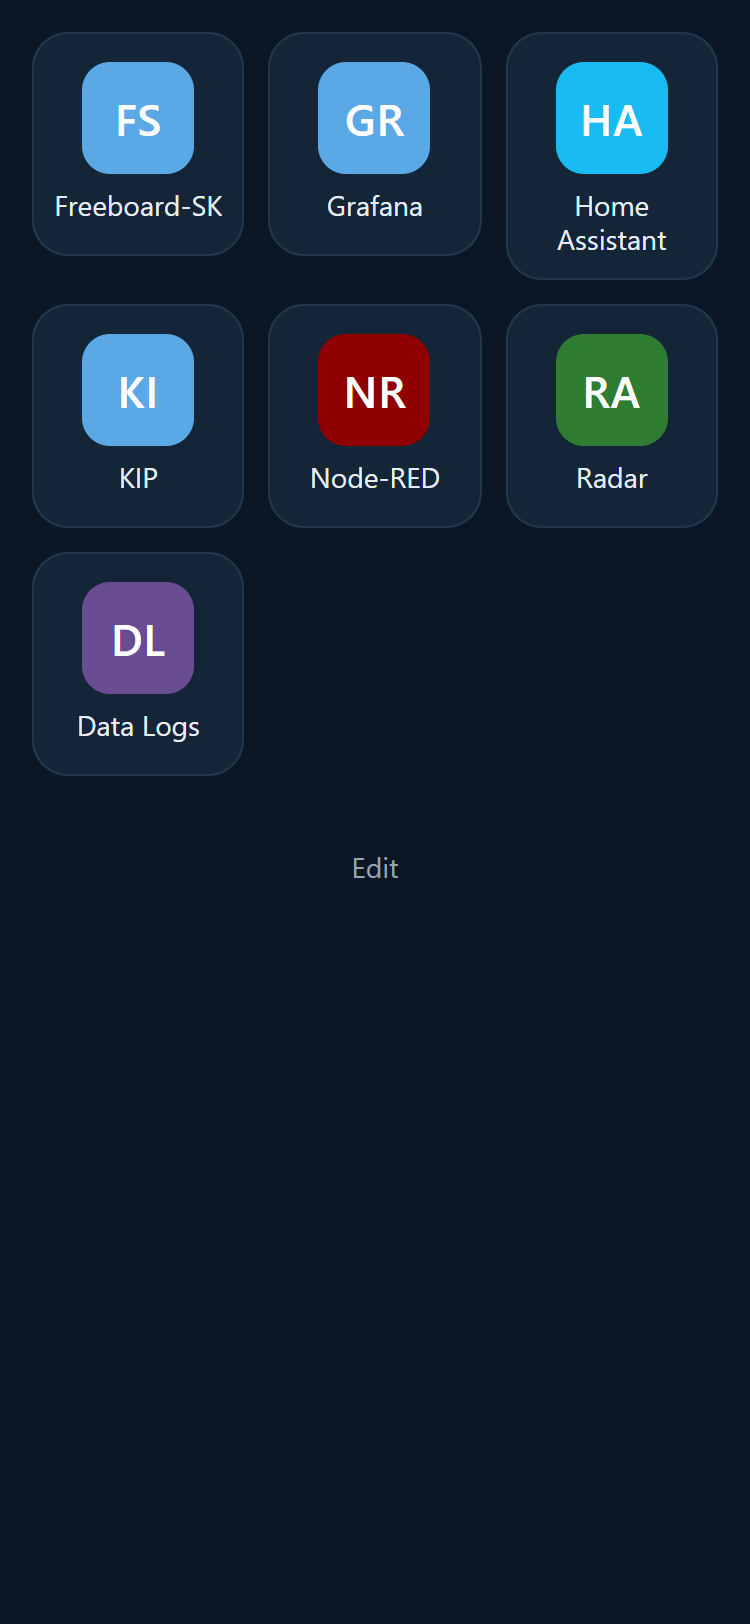 FS
Freeboard-SK
GR
Grafana
HA
Home
Assistant
KI
KIP
NR
Node-RED
RA
Radar
DL
Data Logs
Edit